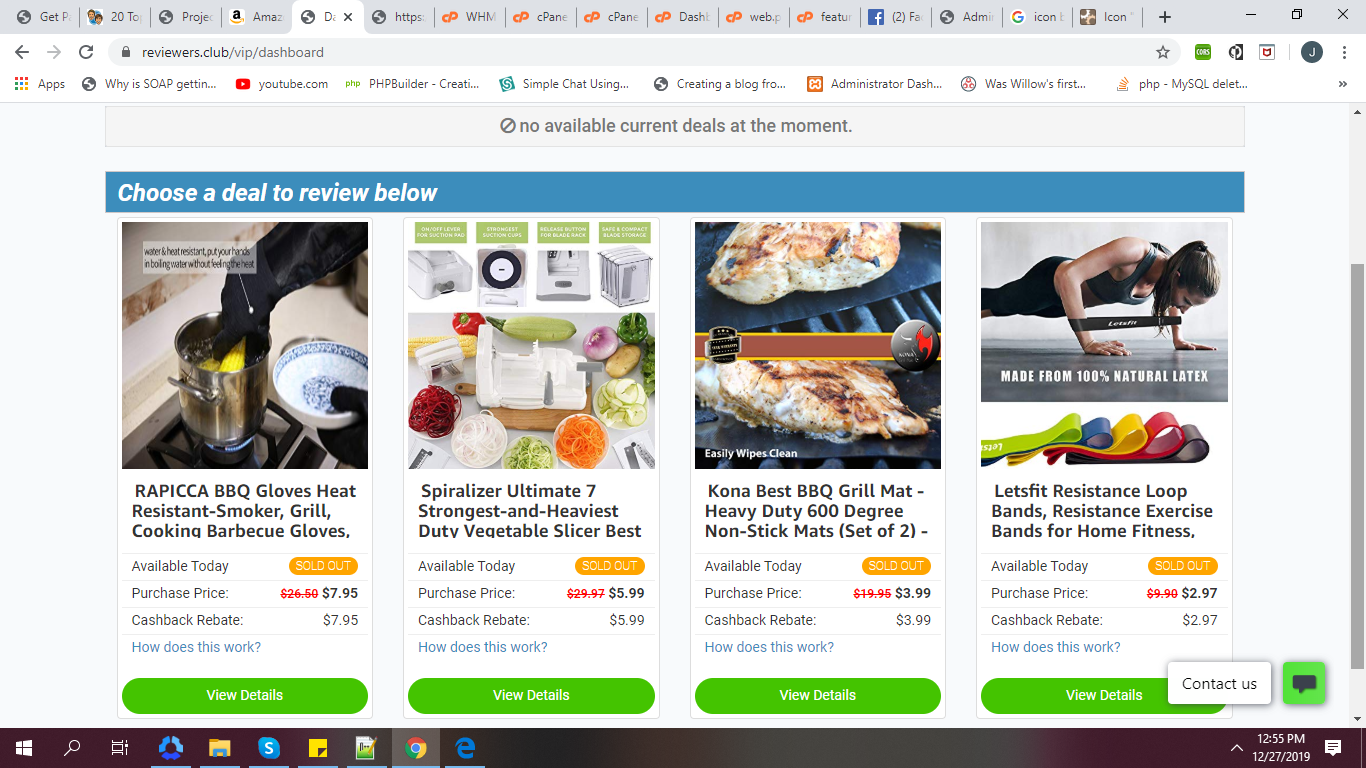 Get P
20 Top
Projec
Amaz
Da
https:
WHM
cPane
cPane
Dashb
web.p
featur
(2) Fa
Admin
icon b
Icon
reviewers.club/vip/dashboard
CORS
J
Apps
Why is SOAP gettin...
youtube.com
php
PHPBuilder - Creati...
Simple Chat Using...
Creating a blog fro...
Administrator Dash...
Was Willow's first...
php - MySQL delet...
»
no available current deals at the moment.
Choose a deal to review below
water & heat resistant, put your hands
in boiling water without feeling the heat
ON/OFF LEVER
FOR SUCTION PAD
STRONGEST
SUCTION CUPS
RELEASE BUTTON
FOR BLADE RACK
SAFE & COMPACT
BLADE STORAGE
KONA
Easily Wipes Clean
Letsfit
MADE FROM 100% NATURAL LATEX
RAPICCA BBQ Gloves Heat
Resistant-Smoker, Grill,
Cooking Barbecue Gloves,
Available Today SOLD OUT
Purchase Price: $26.50 $7.95
Cashback Rebate: $7.95
How does this work?
View Details
Spiralizer Ultimate 7
Strongest-and-Heaviest
Duty Vegetable Slicer Best
Available Today SOLD OUT
Purchase Price: $29.97 $5.99
Cashback Rebate: $5.99
How does this work?
View Details
Kona Best BBQ Grill Mat -
Heavy Duty 600 Degree
Non-Stick Mats (Set of 2) -
Available Today SOLD OUT
Purchase Price: $19.95 $3.99
Cashback Rebate: $3.99
How does this work?
View Details
Letsfit Resistance Loop
Bands, Resistance Exercise
Bands for Home Fitness,
Available Today SOLD OUT
Purchase Price: $9.90 $2.97
Cashback Rebate: $2.97
How does this work?
View Details
Contact us
12:55 PM
12/27/2019